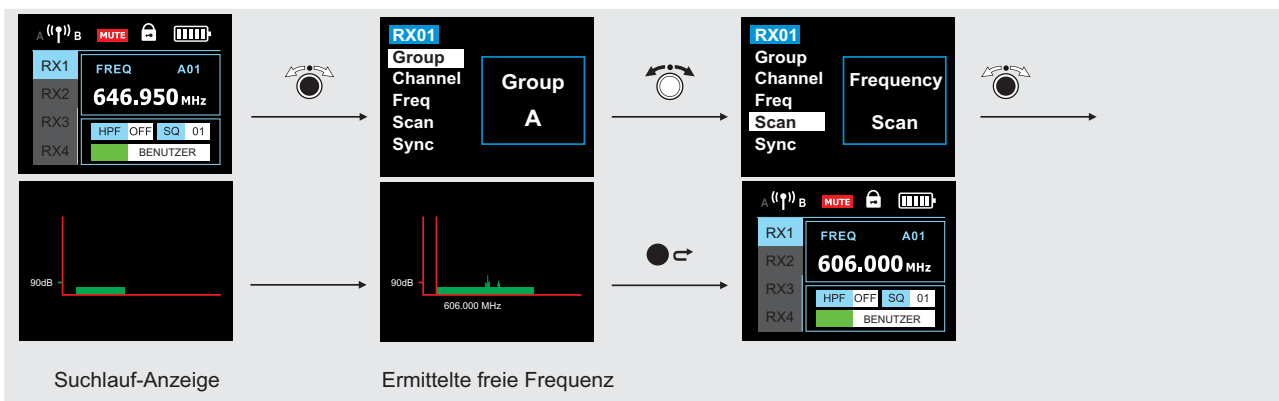 A B MUTE
RX1 FREQ A01
RX2 646.950 MHz
RX3 HPF OFF SQ 01
RX4 BENUTZER
RX01
Group
Channel
Freq
Scan
Sync
Group
A
RX01
Group
Channel
Freq
Scan
Sync
Frequency
Scan
90dB
90dB
606.000 MHz
A B MUTE
RX1 FREQ A01
RX2 606.000 MHz
RX3 HPF OFF SQ 01
RX4 BENUTZER
Suchlauf-Anzeige
Ermittelte freie Frequenz